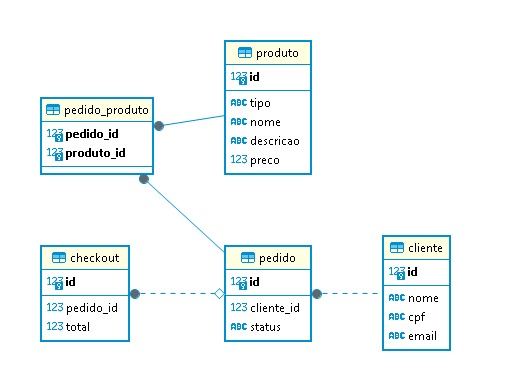 produto
123 id
ABC tipo
ABC nome
ABC descricao
123 preco
pedido_produto
123 pedido_id
123 produto_id
checkout
123 id
123 pedido_id
123 total
pedido
123 id
123 cliente_id
ABC status
cliente
123 id
ABC nome
ABC cpf
ABC email